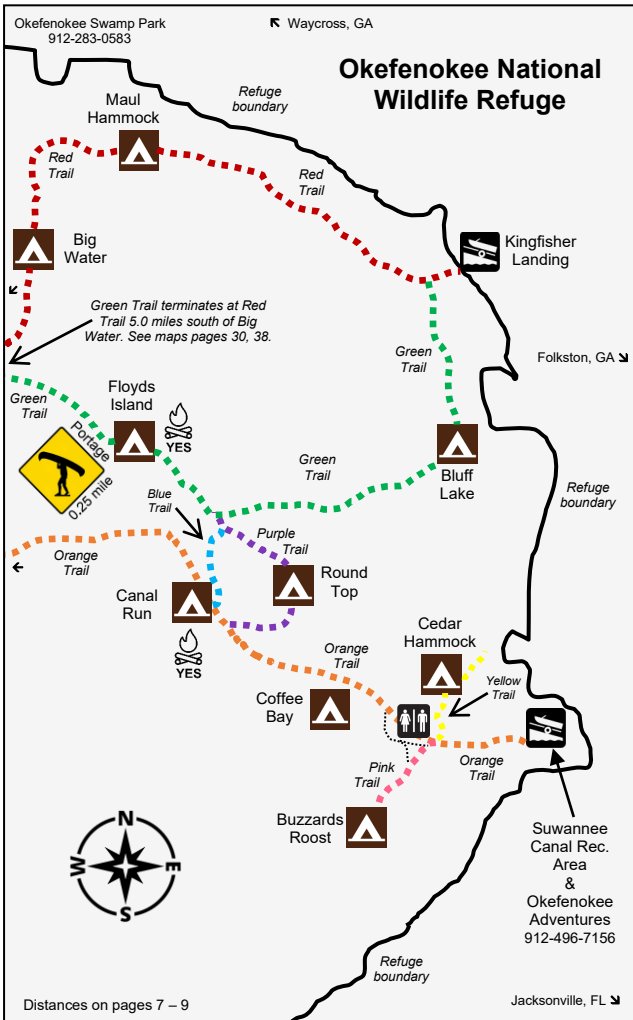 Okefenokee Swamp Park
912-283-0583
Waycross, GA
Okefenokee National
Wildlife Refuge
Refuge
boundary
Maul
Hammock
Red
Trail
Red
Trail
Big
Water
Kingfisher
Landing
Green Trail terminates at Red
Trail 5.0 miles south of Big
Water. See maps pages 30, 38.
Green
Trail
Folkston, GA
Floyds
Island
Green
Trail
YES
Portage
0.25 mile
Green
Trail
Bluff
Lake
Refuge
boundary
Blue
Trail
Purple
Trail
Orange
Trail
Canal
Run
Round
Top
YES
Cedar
Hammock
Orange
Trail
Yellow
Trail
Coffee
Bay
Orange
Trail
Pink
Trail
Buzzards
Roost
Suwannee
Canal Rec.
Area
&
Okefenokee
Adventures
912-496-7156
N
W
E
S
Refuge
boundary
Distances on pages 7 – 9
Jacksonville, FL